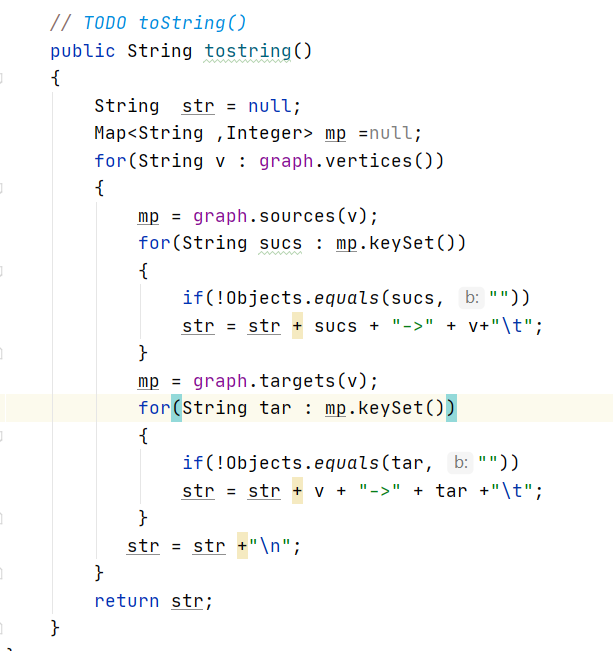 // TODO toString()
public String tostring()
{
String  str = null;
Map<String ,Integer> mp =null;
for(String v : graph.vertices())
{
mp = graph.sources(v);
for(String sucs : mp.keySet())
{
if(!Objects.equals(sucs, b: ""))
str = str + sucs + "->" + v+"\t";
}
mp = graph.targets(v);
for(String tar : mp.keySet())
{
if(!Objects.equals(tar, b: ""))
str = str + v + "->" + tar +"\t";
}
str = str +"\n";
}
return str;
}